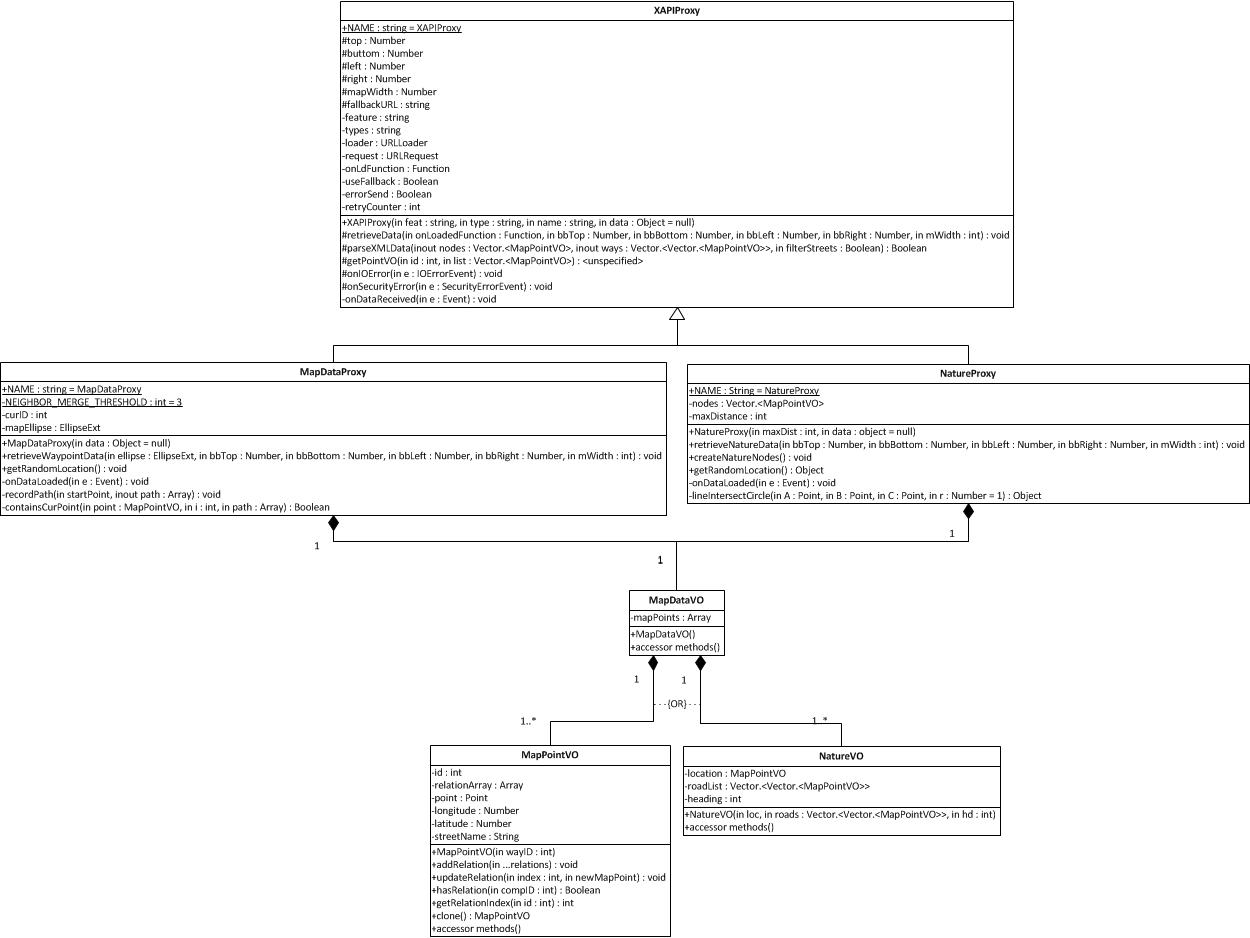 XAPIProxy
+NAME : string = XAPIProxy
#top : Number
#buttom : Number
#left : Number
#right : Number
#mapWidth : Number
#fallbackURL : string
-feature : string
-types : string
-loader : URLLoader
-request : URLRequest
-onLdFunction : Function
-useFallback : Boolean
-errorSend : Boolean
-retryCounter : int
+XAPIProxy(in feat : string, in type : string, in name : string, in data : Object = null)
#retrieveData(in onLoadedFunction : Function, in bbTop : Number, in bbBottom : Number, in bbLeft : Number, in bbRight : Number, in mWidth : int) : void
#parseXMLData(inout nodes : Vector.<MapPointVO>, inout ways : Vector.<Vector.<MapPointVO>>, in filterStreets : Boolean) : Boolean
#getPointVO(in id : int, in list : Vector.<MapPointVO>) : <unspecified>
#onIOError(in e : IOErrorEvent) : void
#onSecurityError(in e : SecurityErrorEvent) : void
-onDataReceived(in e : Event) : void
MapDataProxy
+NAME : string = MapDataProxy
-NEIGHBOR_MERGE_THRESHOLD : int = 3
-curID : int
-mapEllipse : EllipseExt
+MapDataProxy(in data : Object = null)
+retrieveWaypointData(in ellipse : EllipseExt, in bbTop : Number, in bbBottom : Number, in bbLeft : Number, in bbRight : Number, in mWidth : int) : void
+getRandomLocation() : void
-onDataLoaded(in e : Event) : void
-recordPath(in startPoint, inout path : Array) : void
-containsCurPoint(in point : MapPointVO, in i : int, in path : Array) : Boolean
NatureProxy
+NAME : String = NatureProxy
-nodes : Vector.<MapPointVO>
-maxDistance : int
+NatureProxy(in maxDist : int, in data : object = null)
+retrieveNatureData(in bbTop : Number, in bbBottom : Number, in bbLeft : Number, in bbRight : Number, in mWidth : int) : void
+createNatureNodes() : void
+getRandomLocation() : Object
-onDataLoaded(in e : Event) : void
-lineIntersectCircle(in A : Point, in B : Point, in C : Point, in r : Number = 1) : Object
1
1
1
MapDataVO
-mapPoints : Array
+MapDataVO()
+accessor methods()
1
1
{OR}
1..*
1..*
MapPointVO
-id : int
-relationArray : Array
-point : Point
-longitude : Number
-latitude : Number
-streetName : String
+MapPointVO(in wayID : int)
+addRelation(in ...relations) : void
+updateRelation(in index : int, in newMapPoint) : void
+hasRelation(in compID : int) : Boolean
+getRelationIndex(in id : int) : int
+clone() : MapPointVO
+accessor methods()
NatureVO
-location : MapPointVO
-roadList : Vector.<Vector.<MapPointVO>>
-heading : int
+NatureVO(in loc, in roads : Vector.<Vector.<MapPointVO>>, in hd : int)
+accessor methods()